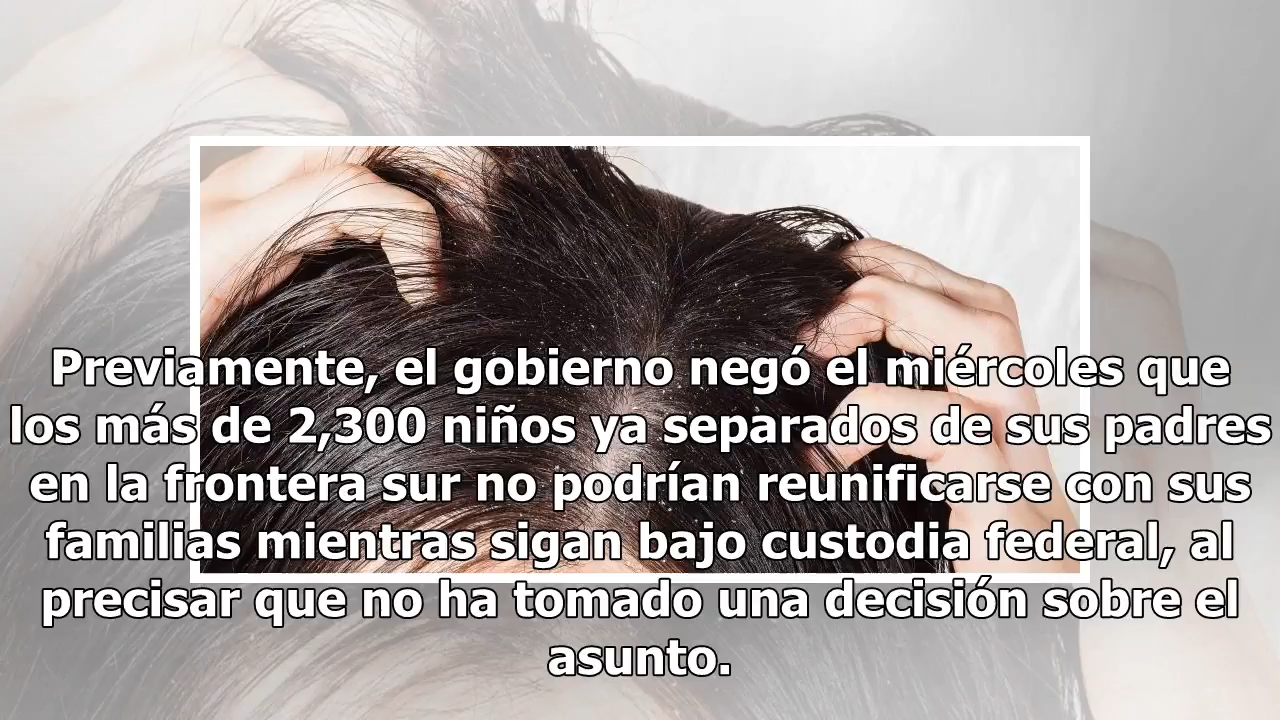 Previamente, el gobierno negó el miércoles que
los más de 2,300 niños ya separados de sus padres
en la frontera sur no podrían reunificarse con sus
familias mientras sigan bajo custodia federal, al
precisar que no ha tomado una decisión sobre el
asunto.